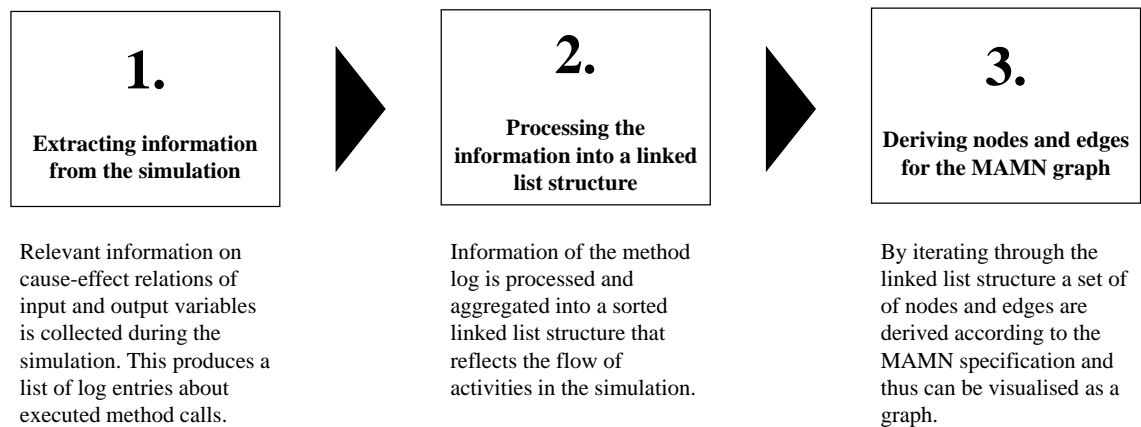 1.
Extracting information
from the simulation
Relevant information on
cause-effect relations of
input and output variables
is collected during the
simulation. This produces a
list of log entries about
executed method calls.
2.
Processing the
information into a linked
list structure
Information of the method
log is processed and
aggregated into a sorted
linked list structure that
reflects the flow of
activities in the simulation.
3.
Deriving nodes and edges
for the MAMN graph
By iterating through the
linked list structure a set of
of nodes and edges are
derived according to the
MAMN specification and
thus can be visualised as a
graph.